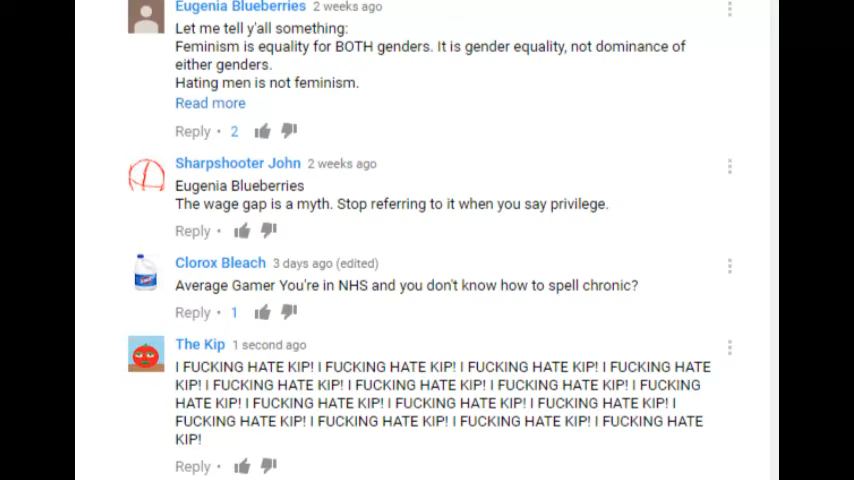 Eugenia Blueberries 2 weeks ago
Let me tell y'all something:
Feminism is equality for BOTH genders. It is gender equality, not dominance of
either genders.
Hating men is not feminism.
Read more
Reply • 2
Sharpshooter John 2 weeks ago
Eugenia Blueberries
The wage gap is a myth. Stop referring to it when you say privilege.
Reply •
Clorox Bleach 3 days ago (edited)
Average Gamer You're in NHS and you don't know how to spell chronic?
Reply • 1
The Kip 1 second ago
I FUCKING HATE KIP! I FUCKING HATE KIP! I FUCKING HATE KIP! I FUCKING HATE
KIP! I FUCKING HATE KIP! I FUCKING HATE KIP! I FUCKING HATE KIP! I FUCKING
HATE KIP! I FUCKING HATE KIP! I FUCKING HATE KIP! I FUCKING HATE KIP! I
FUCKING HATE KIP! I FUCKING HATE KIP! I FUCKING HATE KIP! I FUCKING HATE
KIP!
Reply •